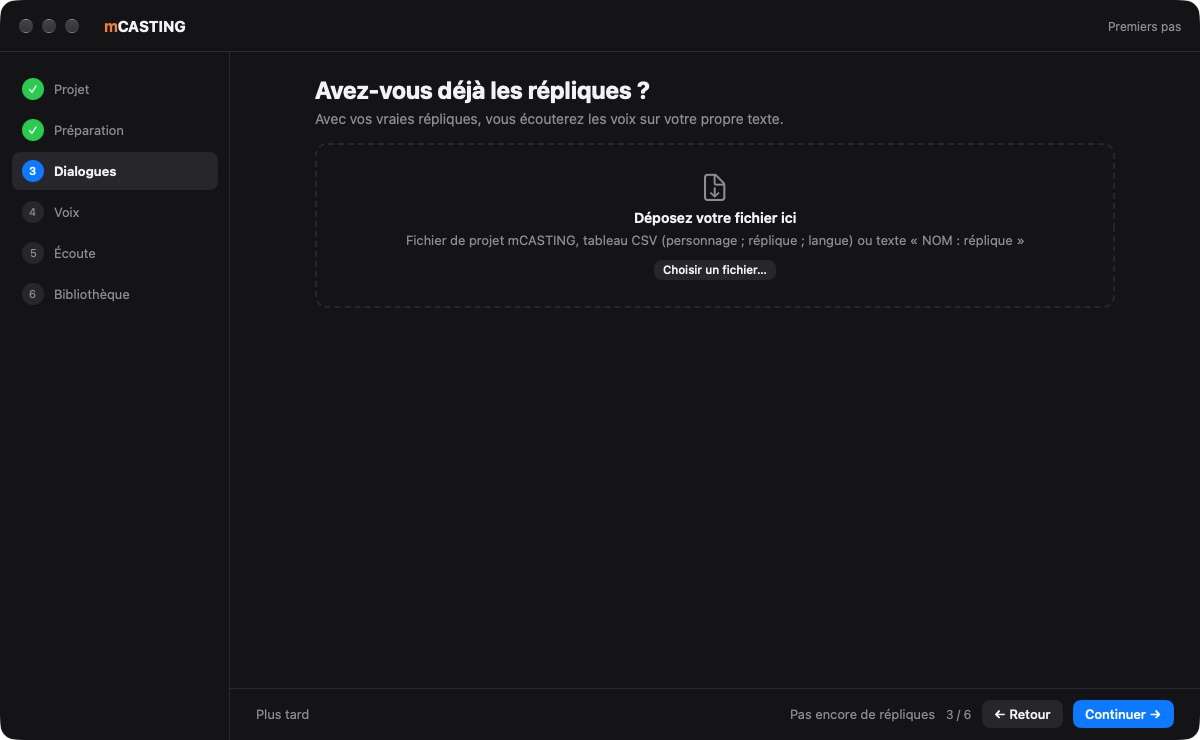 mCASTING
Premiers pas
Projet
Préparation
3 Dialogues
4 Voix
5 Écoute
6 Bibliothèque
Avez-vous déjà les répliques ?
Avec vos vraies répliques, vous écouterez les voix sur votre propre texte.
Déposez votre fichier ici
Fichier de projet mCASTING, tableau CSV (personnage ; réplique ; langue) ou texte « NOM : réplique »
Choisir un fichier...
Plus tard
Pas encore de répliques 3 / 6 ← Retour Continuer →